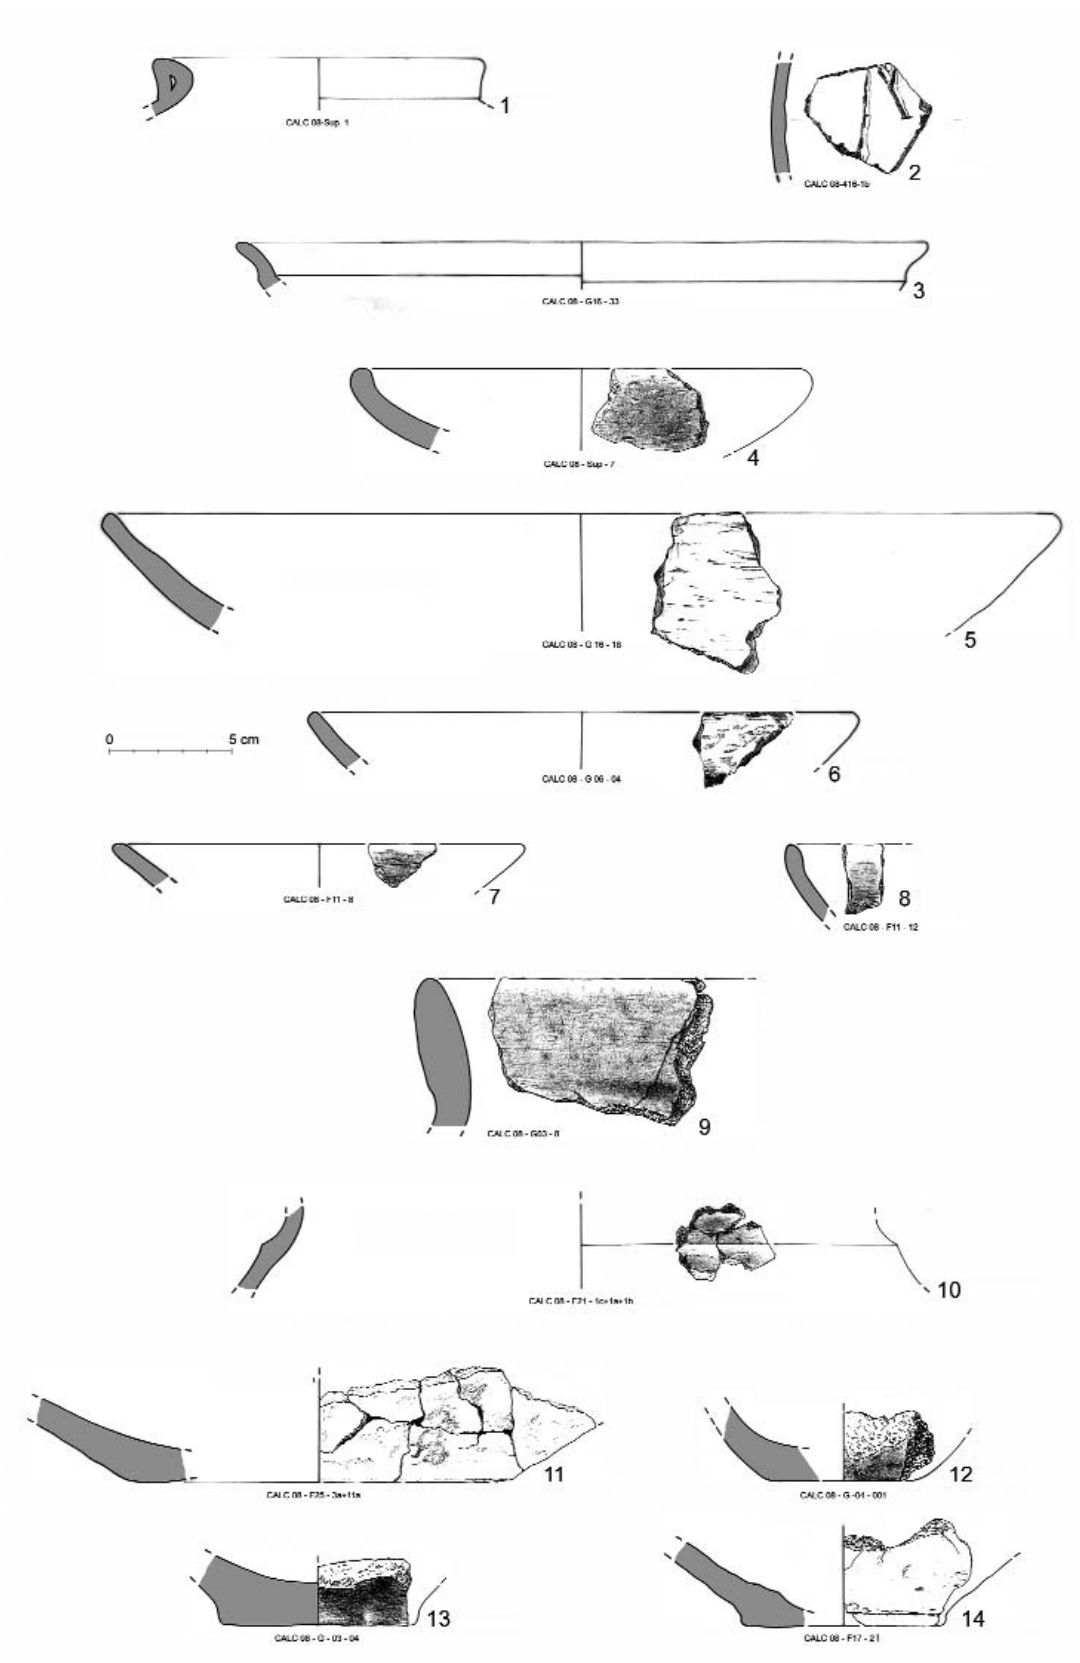 1
CALC 08-Sup. 1
2
CALC 08-416-1b
3
CALC 08 - G16 - 33
4
CALC 08 - Sup - 7
5
CALC 08 - G 16 - 18
0 5 cm
6
CALC 08 - G 06 - 04
7
CALC 08 - F11 - 8
8
CALC 08 - F11 - 12
9
CALC 08 - G03 - 8
10
CALC 08 - F21 - 1c+1a+1b
11
CALC 08 - F25 - 3a+11a
12
CALC 08 - G -04 - 001
13
CALC 08 - G - 03 - 04
14
CALC 08 - F17 - 21